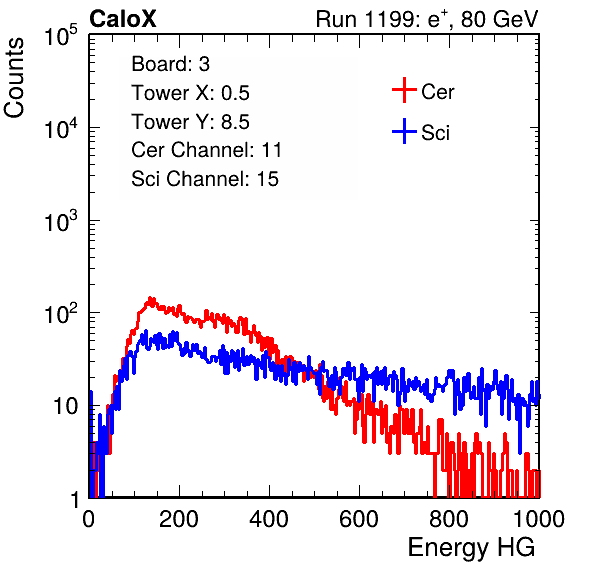 CaloX Run 1199: e⁺, 80 GeV
Counts
10⁵
10⁴
10³
10²
10
1
Board: 3
Tower X: 0.5
Tower Y: 8.5
Cer Channel: 11
Sci Channel: 15
Cer
Sci
0 200 400 600 800 1000
Energy HG